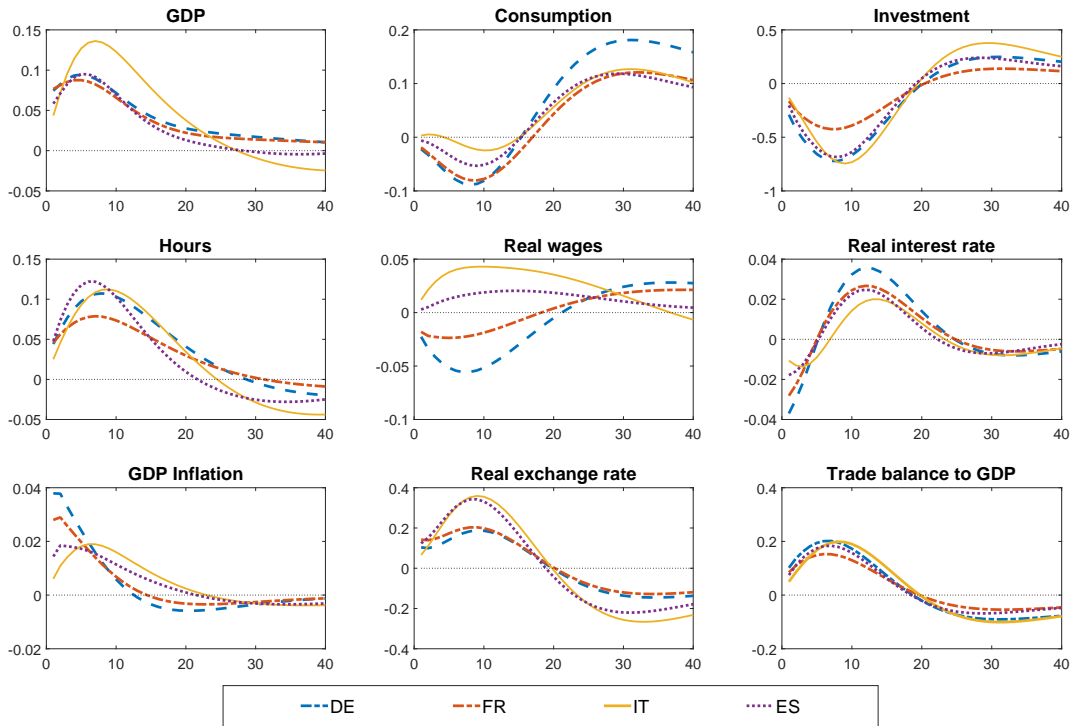 GDP
0.15
0.1
0.05
0
-0.05
0 10 20 30 40
Consumption
0.2
0.1
0
-0.1
0 10 20 30 40
Investment
0.5
0
-0.5
-1
0 10 20 30 40
Hours
0.15
0.1
0.05
0
-0.05
0 10 20 30 40
Real wages
0.05
0
-0.05
-0.1
0 10 20 30 40
Real interest rate
0.04
0.02
0
-0.02
-0.04
0 10 20 30 40
GDP Inflation
0.04
0.02
0
-0.02
0 10 20 30 40
Real exchange rate
0.4
0.2
0
-0.2
-0.4
0 10 20 30 40
Trade balance to GDP
0.4
0.2
0
-0.2
0 10 20 30 40
DE FR IT ES